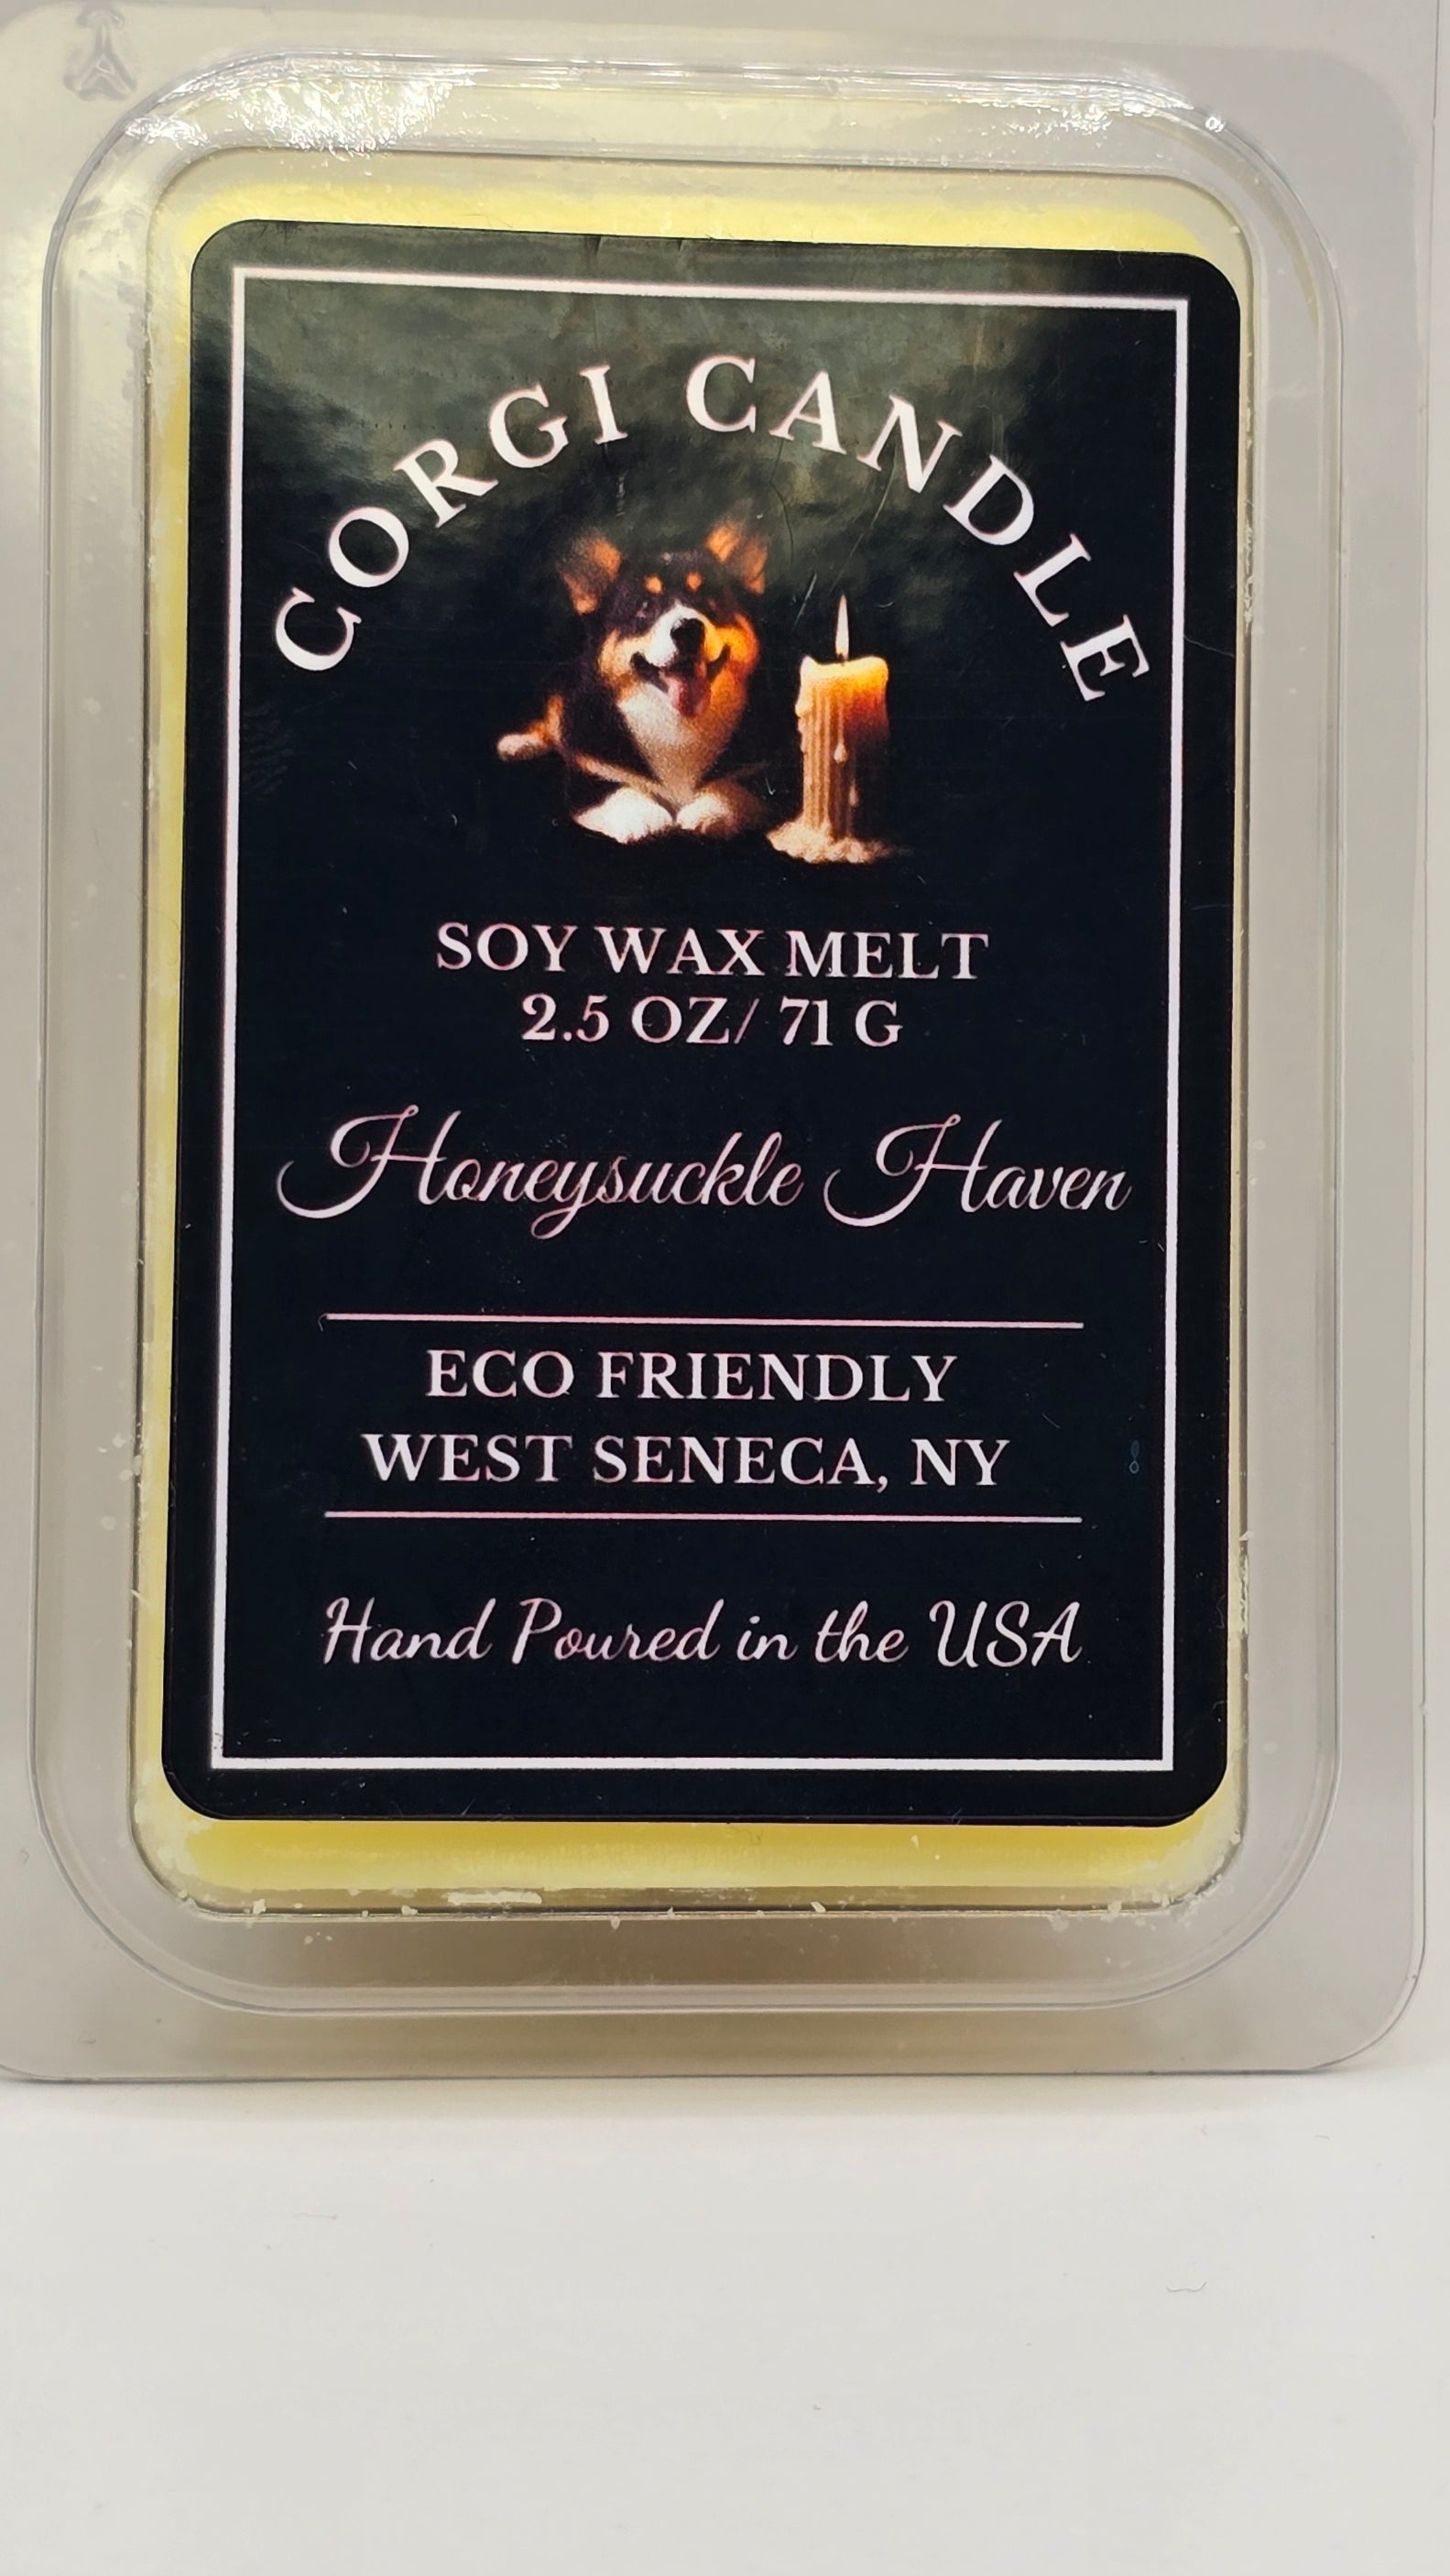 CORGI CANDLE
SOY WAX MELT
2.5 OZ/ 71 G
Honeysuckle Haven
ECO FRIENDLY
WEST SENECA, NY
Hand Poured in the USA